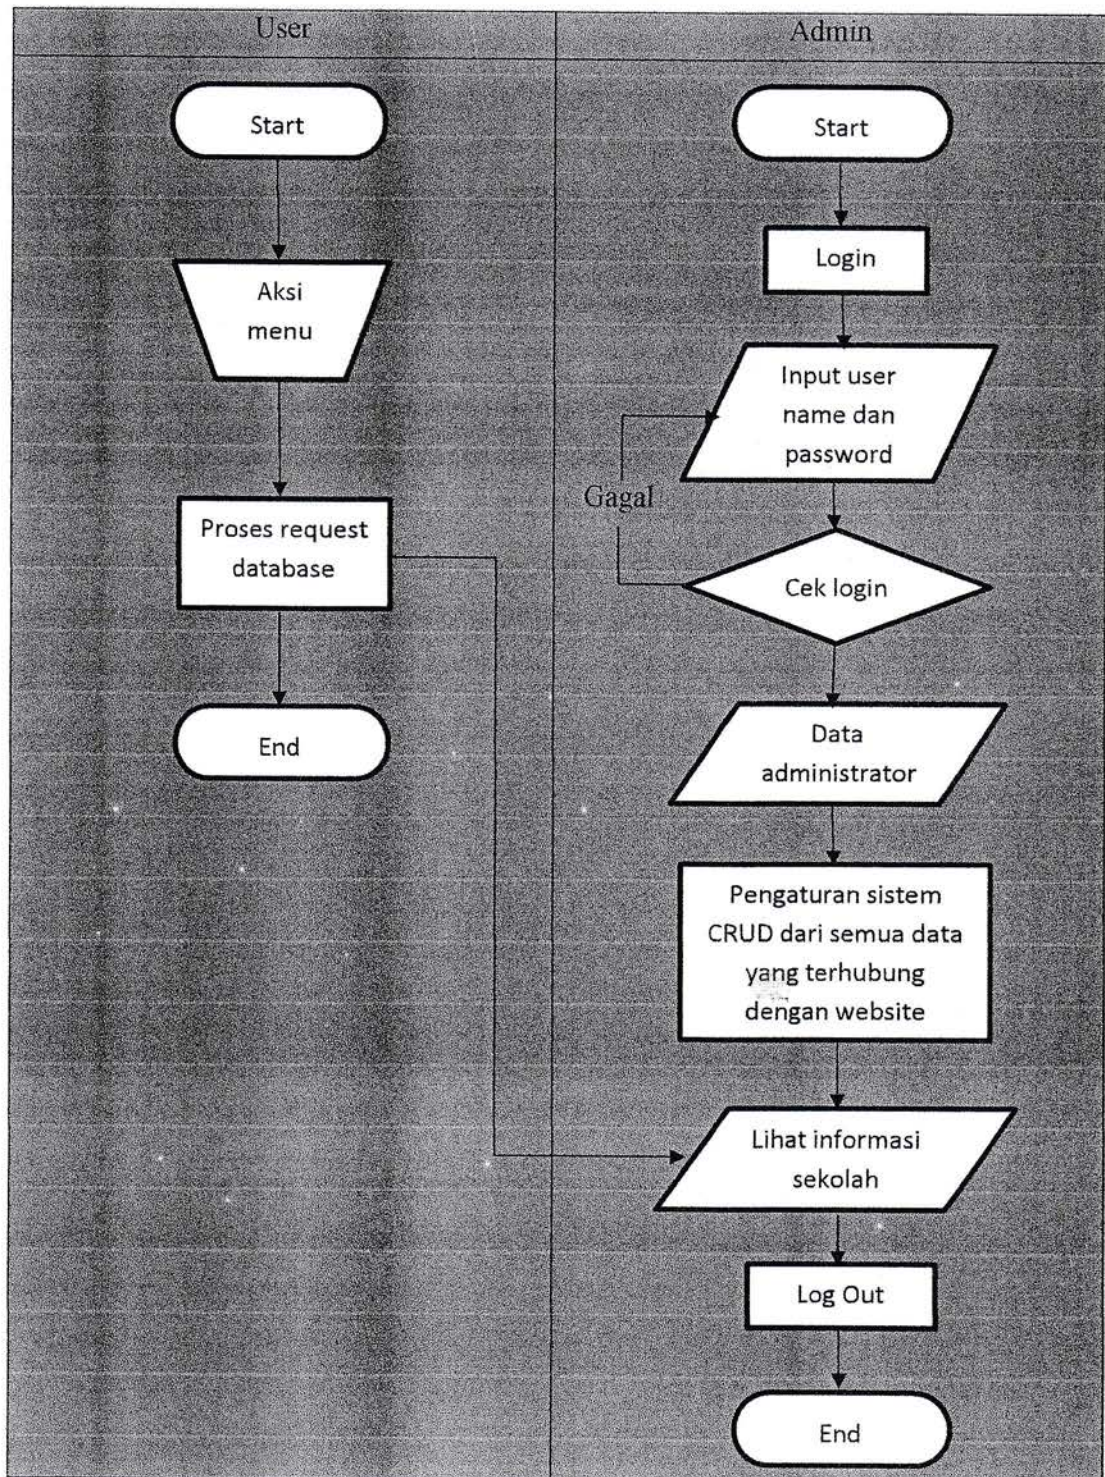 User
Start
Aksi
menu
Proses request
database
End
Admin
Start
Login
Input user
name dan
password
Gagal
Cek login
Data
administrator
Pengaturan sistem
CRUD dari semua data
yang terhubung
dengan website
Lihat informasi
sekolah
Log Out
End